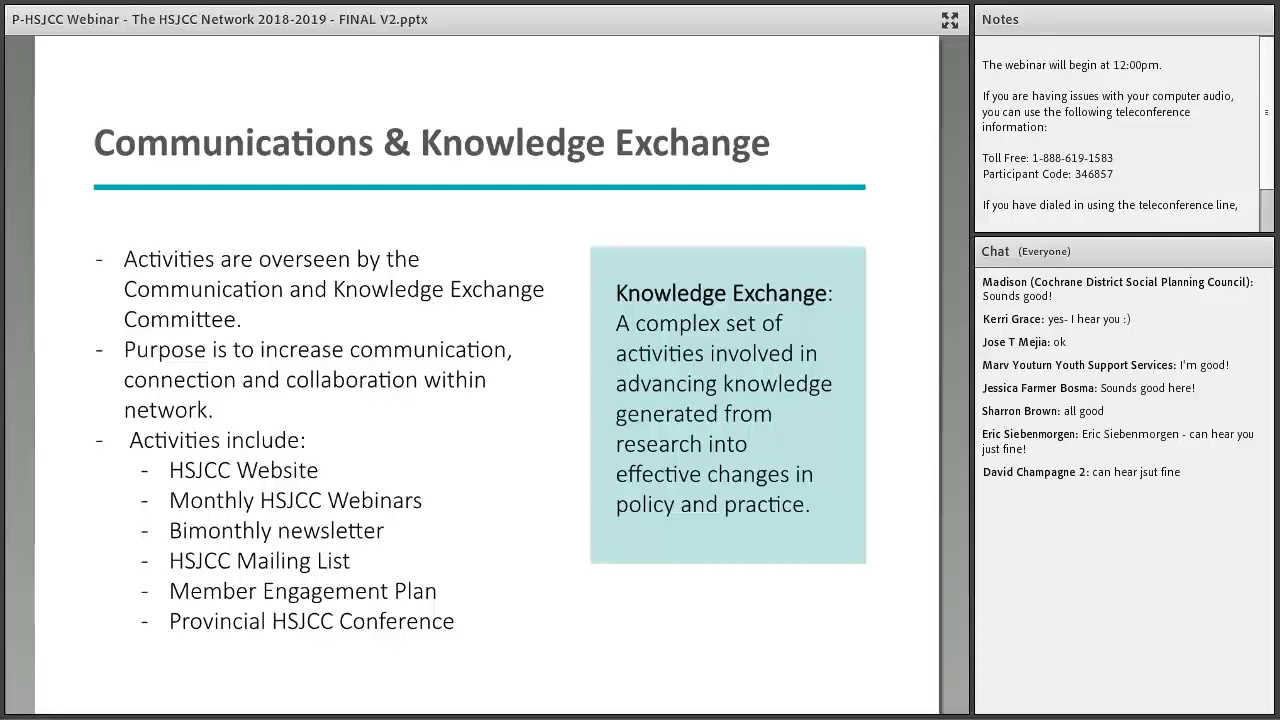 P-HSJCC Webinar - The HSJCC Network 2018-2019 - FINAL V2.pptx
Communications & Knowledge Exchange
- Activities are overseen by the
Communication and Knowledge Exchange
Committee.
- Purpose is to increase communication,
connection and collaboration within
network.
- Activities include:
- HSJCC Website
- Monthly HSJCC Webinars
- Bimonthly newsletter
- HSJCC Mailing List
- Member Engagement Plan
- Provincial HSJCC Conference
Knowledge Exchange:
A complex set of
activities involved in
advancing knowledge
generated from
research into
effective changes in
policy and practice.
Notes
The webinar will begin at 12:00pm.
If you are having issues with your computer audio,
you can use the following teleconference
information:
Toll Free: 1-888-619-1583
Participant Code: 346857
If you have dialed in using the teleconference line,
Chat (Everyone)
Madison (Cochrane District Social Planning Council):
Sounds good!
Kerri Grace: yes- I hear you :)
Jose T Mejia: ok
Marv Youturn Youth Support Services: I'm good!
Jessica Farmer Bosma: Sounds good here!
Sharron Brown: all good
Eric Siebenmorgen: Eric Siebenmorgen - can hear you
just fine!
David Champagne 2: can hear jsut fine